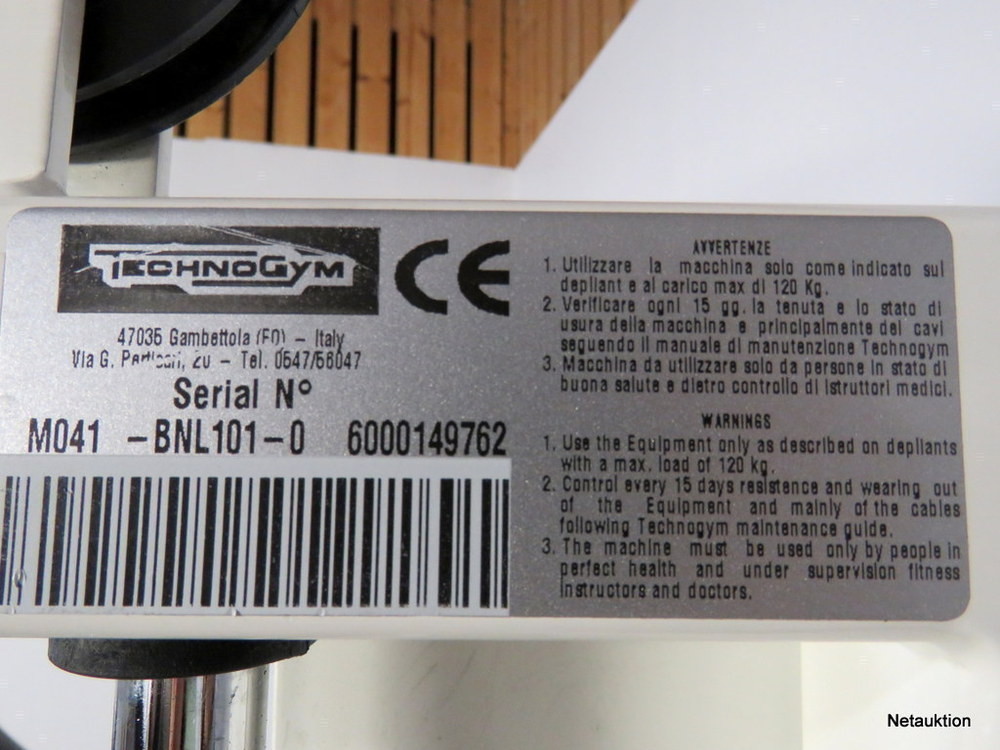 TECHNOGYM
CE
47035 Gambettola (FO) – Italy
Via G. 20 – Tel. 0547/56047
Serial N°
M041 -BNL101-0 6000149762
AVVERTENZE
1. Utilizzare la macchina solo come indicato sul
depliant e al carico max di 120 Kg.
2. Verificare ogni 15 gg. la tenuta e lo stato di
usura della macchina e principalmente dei cavi
seguendo il manuale di manutenzione Technogym
3. Macchina da utilizzare solo da persone in stato di
buona salute e dietro controllo di istruttori medici.
WARNINGS
1. Use the Equipment only as described on depliants
with a max. load of 120 kg.
2. Control every 15 days resistence and wearing out
of the Equipment and mainly of the cables
following Technogym maintenance guide.
3. The machine must be used only by people in
perfect health and under supervision fitness
instructors and doctors.
Netauktion